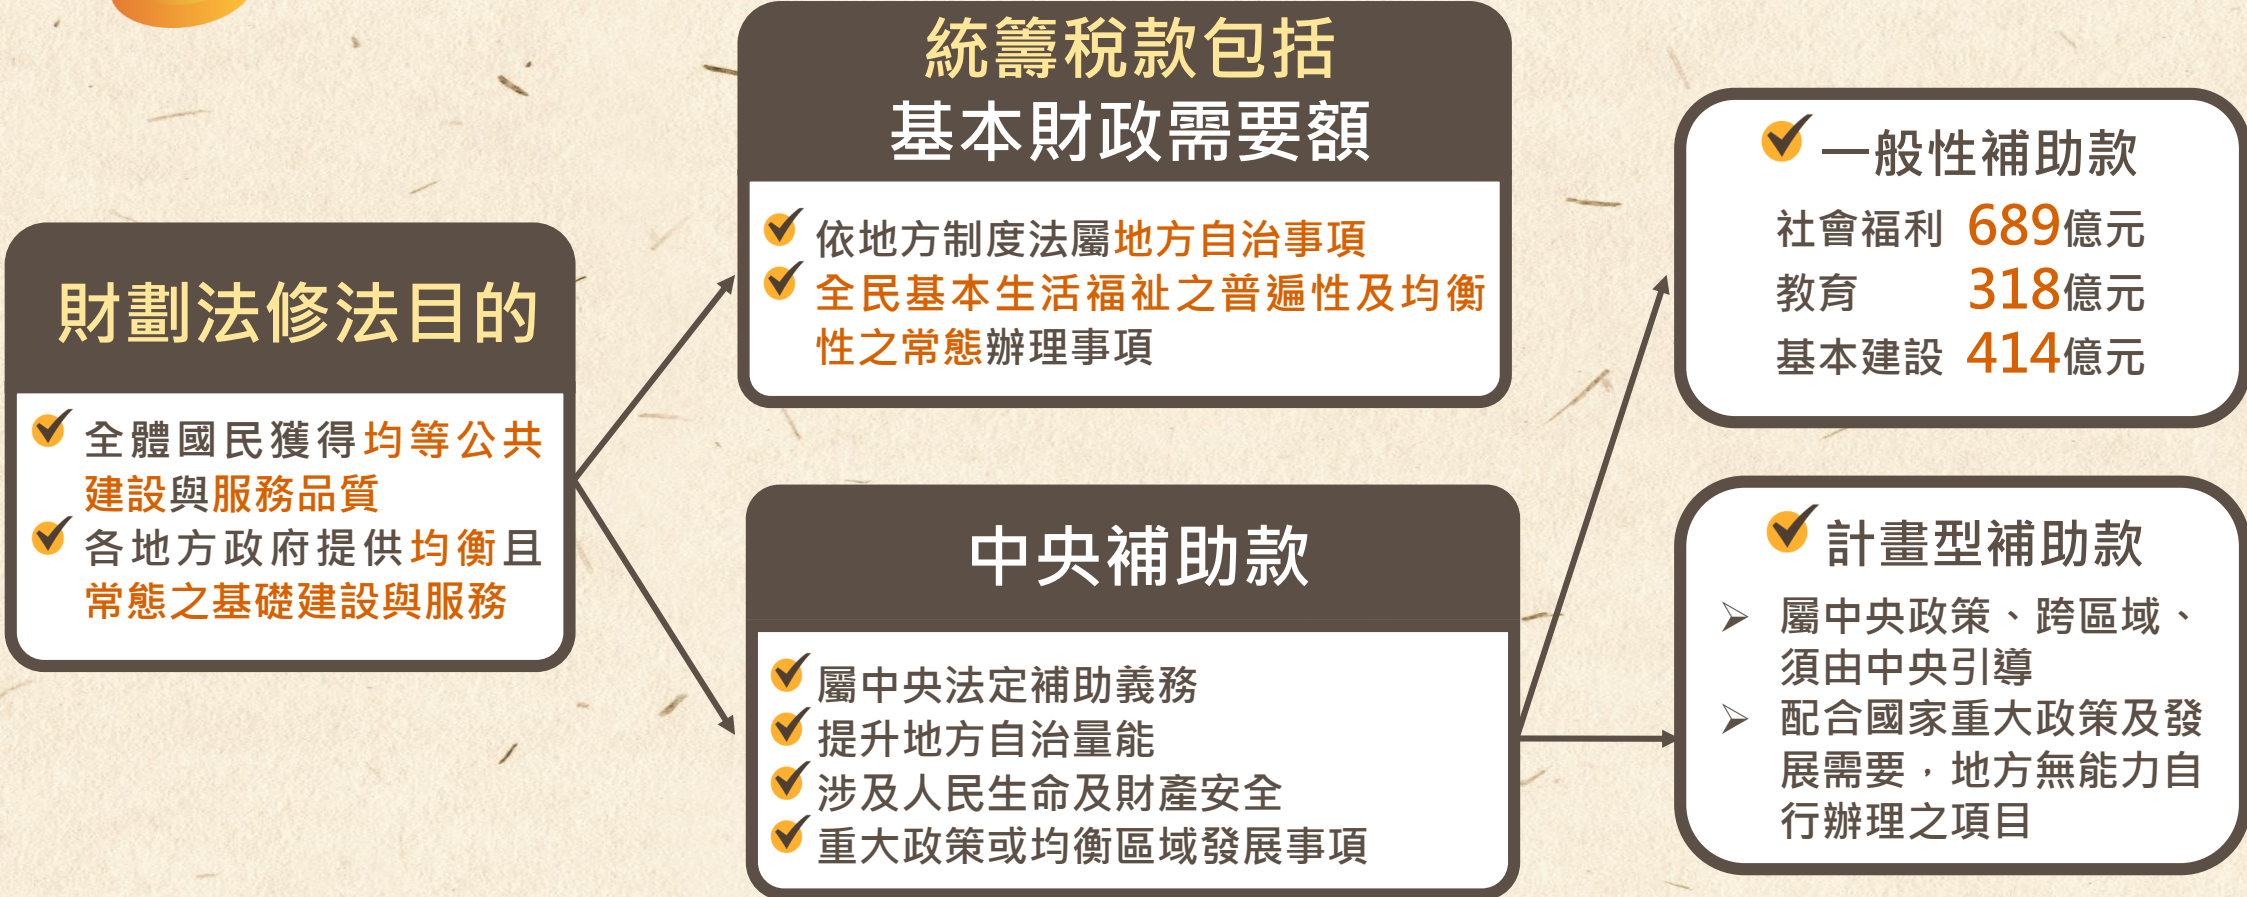 財劃法修法目的
全體國民獲得均等公共
建設與服務品質
各地方政府提供均衡且
常態之基礎建設與服務
統籌稅款包括
基本財政需要額
依地方制度法屬地方自治事項
全民基本生活福祉之普遍性及均衡
性之常態辦理事項
中央補助款
屬中央法定補助義務
提升地方自治量能
涉及人民生命及財產安全
重大政策或均衡區域發展事項
一般性補助款
社會福利 689億元
教育 318億元
基本建設 414億元
計畫型補助款
屬中央政策、跨區域、
須由中央引導
配合國家重大政策及發
展需要，地方無能力自
行辦理之項目